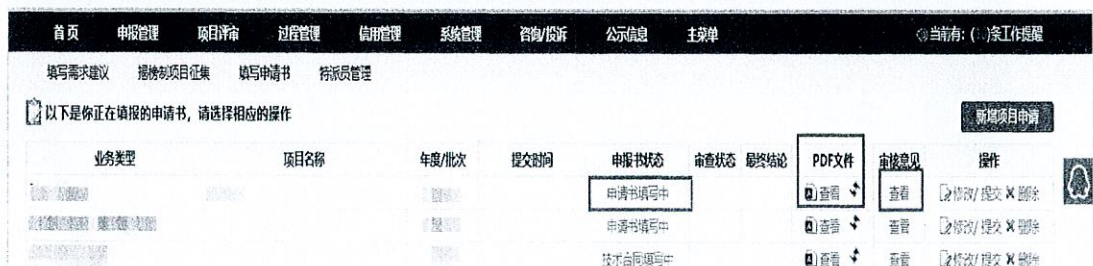 首页 申报管理 项目评审 过程管理 信用管理 系统管理 咨询/投诉 公示信息 主菜单 当前有: ( )条工作提醒
填写需求建议 揭榜制项目征集 填写申请书 特派员管理
以下是你正在填报的申请书，请选择相应的操作 新增项目申请
业务类型 项目名称 年度/批次 提交时间 申报书状态 审查状态 最终结论 PDF文件 审核意见 操作
申请书填写中 查看 查看 修改/ 提交 删除
申请书填写中 查看 查看 修改/ 提交 删除
技术合同填写中 查看 查看 修改/ 提交 删除